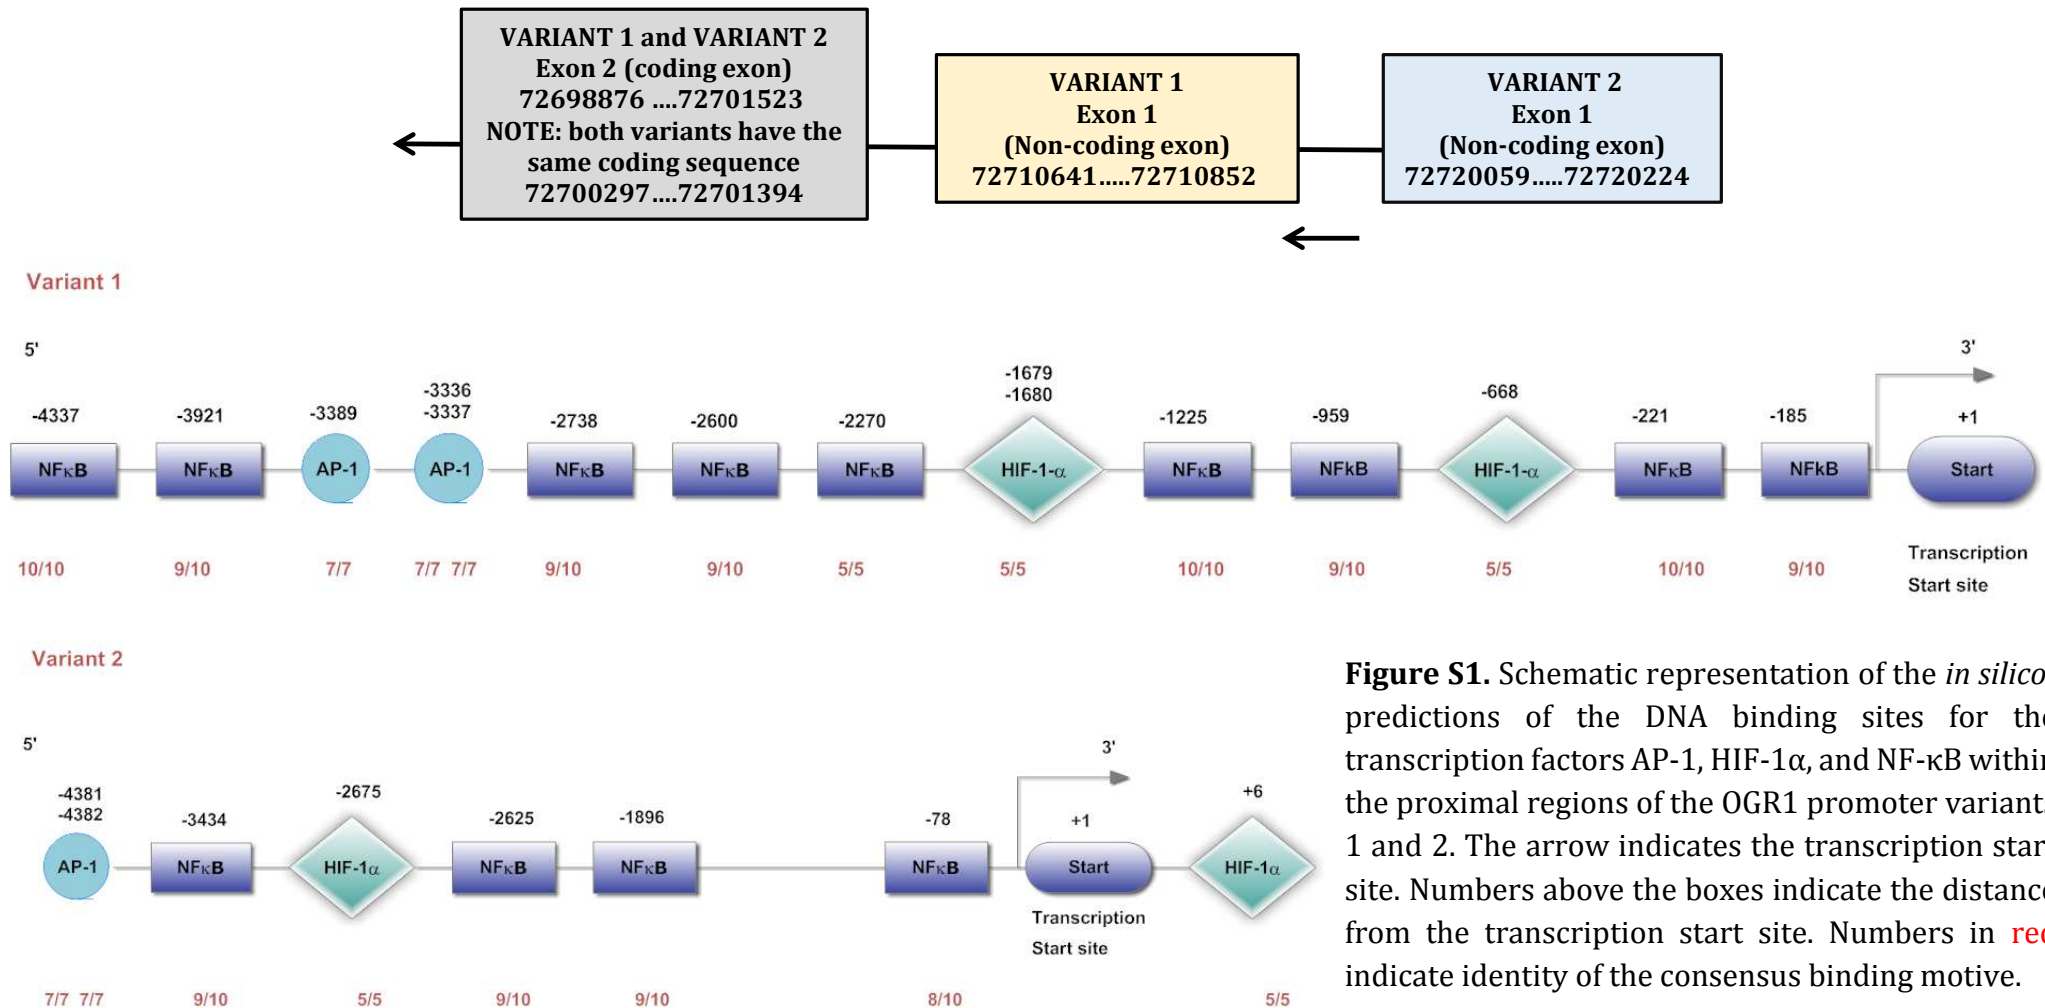 VARIANT 1 and VARIANT 2
Exon 2 (coding exon)
72698876 ....72701523
NOTE: both variants have the
same coding sequence
72700297....72701394
VARIANT 1
Exon 1
(Non-coding exon)
72710641.....72710852
VARIANT 2
Exon 1
(Non-coding exon)
72720059.....72720224
Variant 1
5'
3'
-4337 -3921 -3389 -3336 -3337 -2738 -2600 -2270 -1679 -1680 -1225 -959 -668 -221 -185 +1
NFκB NFκB AP-1 AP-1 NFκB NFκB NFκB HIF-1-α NFκB NFkB HIF-1-α NFκB NFkB Start
10/10 9/10 7/7 7/7 7/7 9/10 9/10 5/5 5/5 10/10 9/10 5/5 10/10 9/10
Transcription
Start site
Variant 2
5'
3'
-4381 -4382 -3434 -2675 -2625 -1896 -78 +1 +6
AP-1 NFκB HIF-1α NFκB NFκB NFκB Start HIF-1α
Transcription
Start site
7/7 7/7 9/10 5/5 9/10 9/10 8/10 5/5
Figure S1. Schematic representation of the in silico
predictions of the DNA binding sites for the
transcription factors AP-1, HIF-1α, and NF-κB within
the proximal regions of the OGR1 promoter variants
1 and 2. The arrow indicates the transcription start
site. Numbers above the boxes indicate the distance
from the transcription start site. Numbers in red
indicate identity of the consensus binding motive.